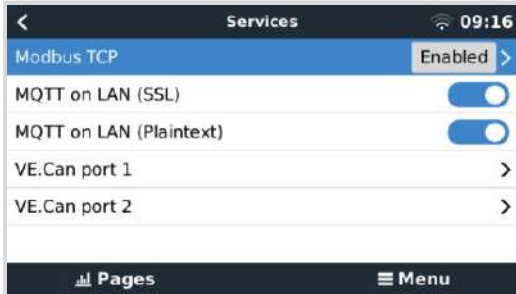 Services 09:16
Modbus TCP Enabled
MQTT on LAN (SSL)
MQTT on LAN (Plaintext)
VE.Can port 1
VE.Can port 2
Pages Menu